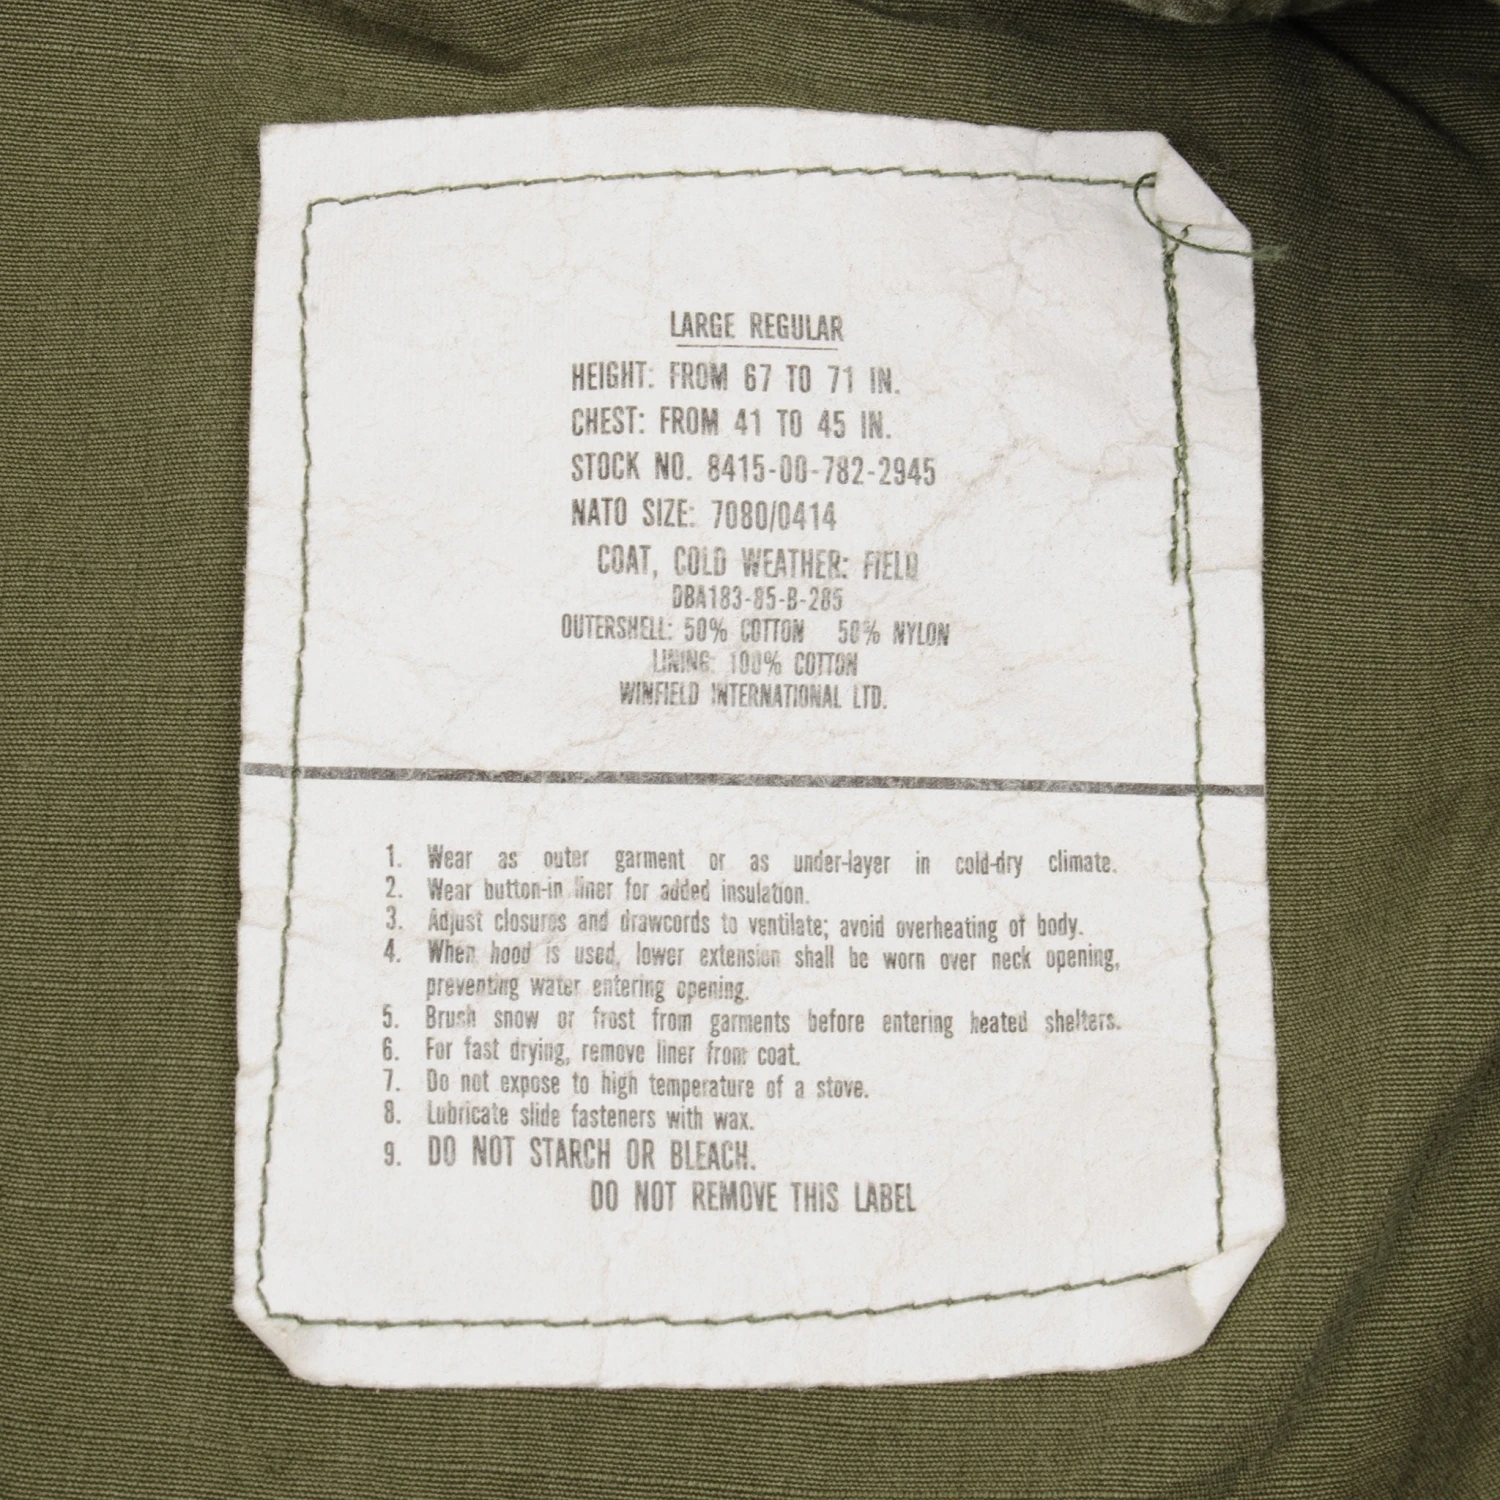 LARGE REGULAR
HEIGHT: FROM 67 TO 71 IN.
CHEST: FROM 41 TO 45 IN.
STOCK NO. 8415-00-782-2945
NATO SIZE: 7080/0414
COAT, COLD WEATHER: FIELD
DBA183-85-B-285
OUTERSHELL: 50% COTTON 50% NYLON
LINING: 100% COTTON
WINFIELD INTERNATIONAL LTD.
1. Wear as outer garment or as under-layer in cold-dry climate.
2. Wear button-in liner for added insulation.
3. Adjust closures and drawcords to ventilate; avoid overheating of body.
4. When hood is used, lower extension shall be worn over neck opening,
preventing water entering opening.
5. Brush snow or frost from garments before entering heated shelters.
6. For fast drying, remove liner from coat.
7. Do not expose to high temperature of a stove.
8. Lubricate slide fasteners with wax.
9. DO NOT STARCH OR BLEACH.
DO NOT REMOVE THIS LABEL